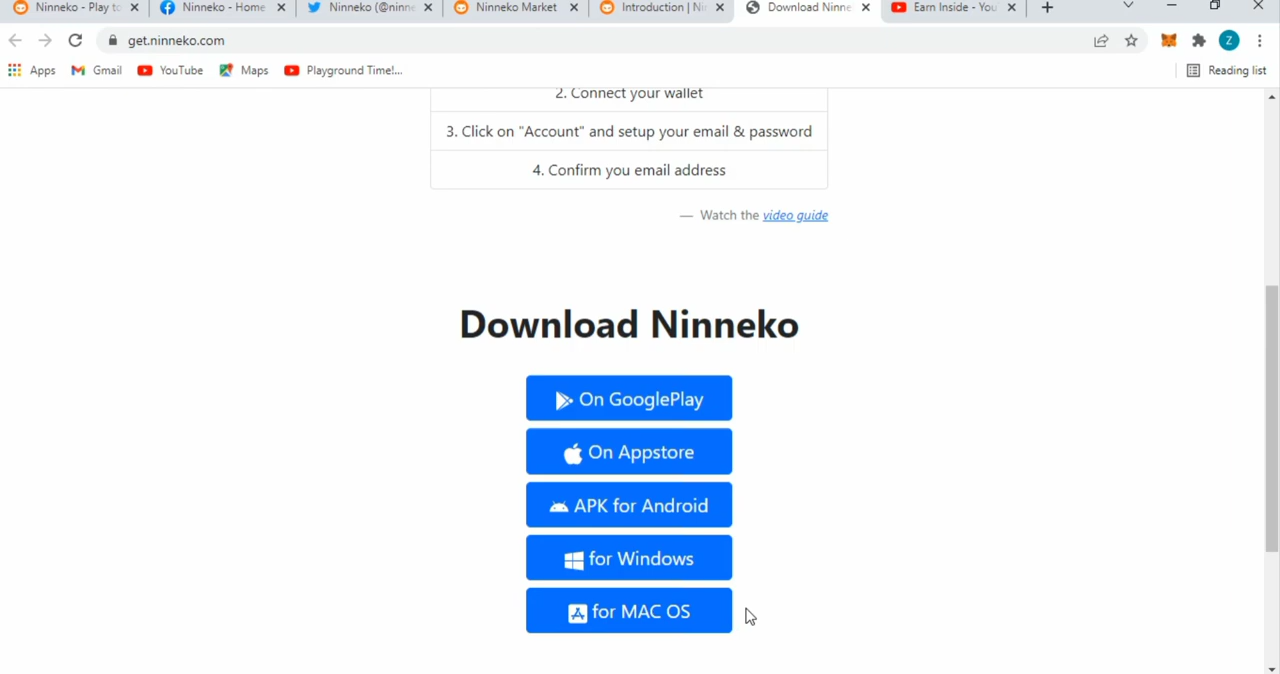 Ninneko - Play to
Ninneko - Home
Ninneko (@ninne
Ninneko Market
Introduction | Nin
Download Ninne
Earn Inside - You
get.ninneko.com
Z
Apps
Gmail
YouTube
Maps
Playground Time!...
Reading list
2. Connect your wallet
3. Click on "Account" and setup your email & password
4. Confirm you email address
— Watch the video guide
Download Ninneko
On GooglePlay
On Appstore
APK for Android
for Windows
for MAC OS